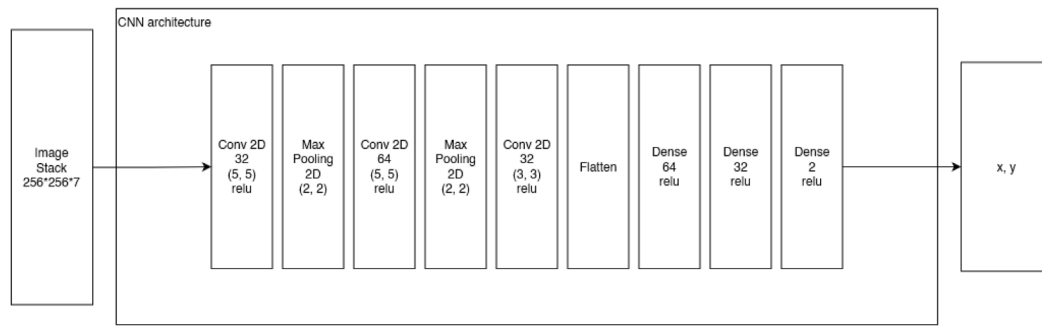 CNN architecture
Image
Stack
256*256*7
Conv 2D
32
(5, 5)
relu
Max
Pooling
2D
(2, 2)
Conv 2D
64
(5, 5)
relu
Max
Pooling
2D
(2, 2)
Conv 2D
32
(3, 3)
relu
Flatten
Dense
64
relu
Dense
32
relu
Dense
2
relu
x, y